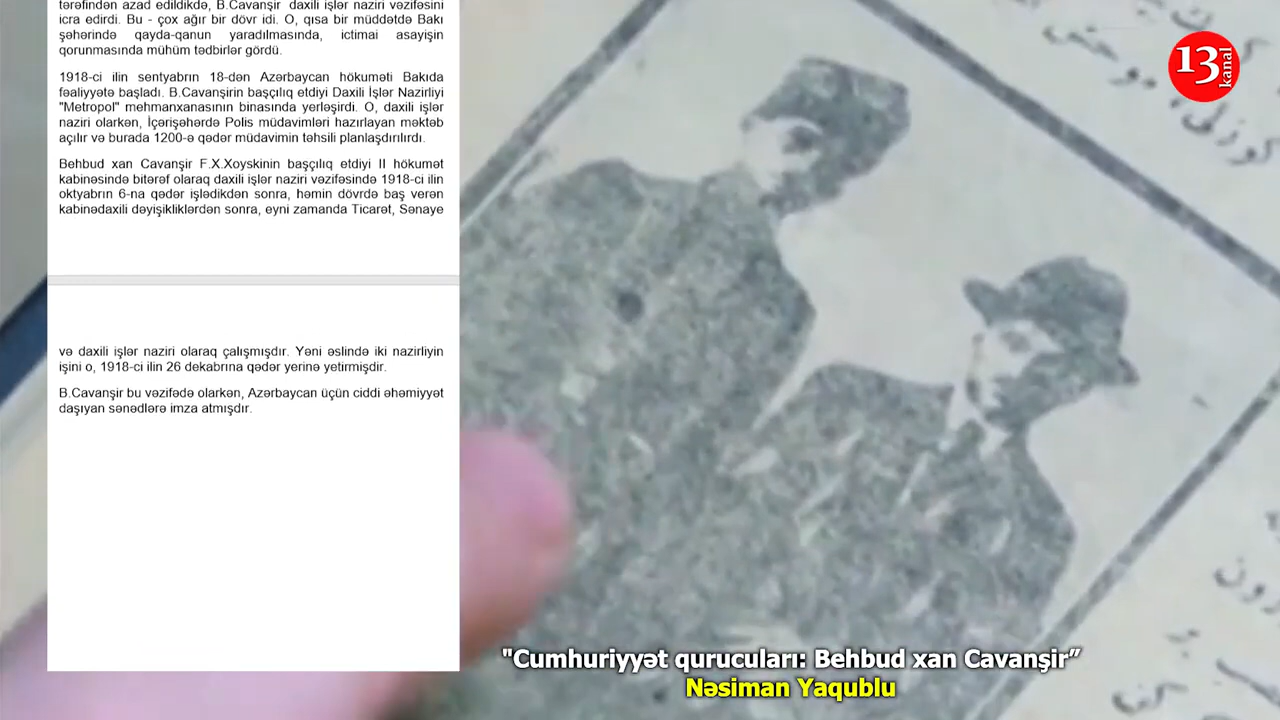 tərəfindən azad edildikdə, B.Cavanşir daxili işlər naziri vəzifəsini
icra edirdi. Bu - çox ağır bir dövr idi. O, qısa bir müddətdə Bakı
şəhərində qayda-qanun yaradılmasında, ictimai asayişin
qorunmasında mühüm tədbirlər gördü.
1918-ci ilin sentyabrın 18-dən Azərbaycan hökuməti Bakıda
fəaliyyətə başladı. B.Cavanşirin başçılıq etdiyi Daxili İşlər Nazirliyi
"Metropol" mehmanxanasının binasında yerləşirdi. O, daxili işlər
naziri olarkən, İçərişəhərdə Polis müdavimləri hazırlayan məktəb
açılır və burada 1200-ə qədər müdavimin təhsili planlaşdırılırdı.
Behbud xan Cavanşir F.X.Xoyskinin başçılıq etdiyi II hökumət
kabinəsində bitərəf olaraq daxili işlər naziri vəzifəsində 1918-ci ilin
oktyabrın 6-na qədər işlədikdən sonra, həmin dövrdə baş verən
kabinədaxili dəyişikliklərdən sonra, eyni zamanda Ticarət, Sənaye
və daxili işlər naziri olaraq çalışmışdır. Yəni əslində iki nazirliyin
işini o, 1918-ci ilin 26 dekabrına qədər yerinə yetirmişdir.
B.Cavanşir bu vəzifədə olarkən, Azərbaycan üçün ciddi əhəmiyyət
daşıyan sənədlərə imza atmışdır.
13 kanal
"Cumhuriyyət qurucuları: Behbud xan Cavanşir”
Nəsiman Yaqublu